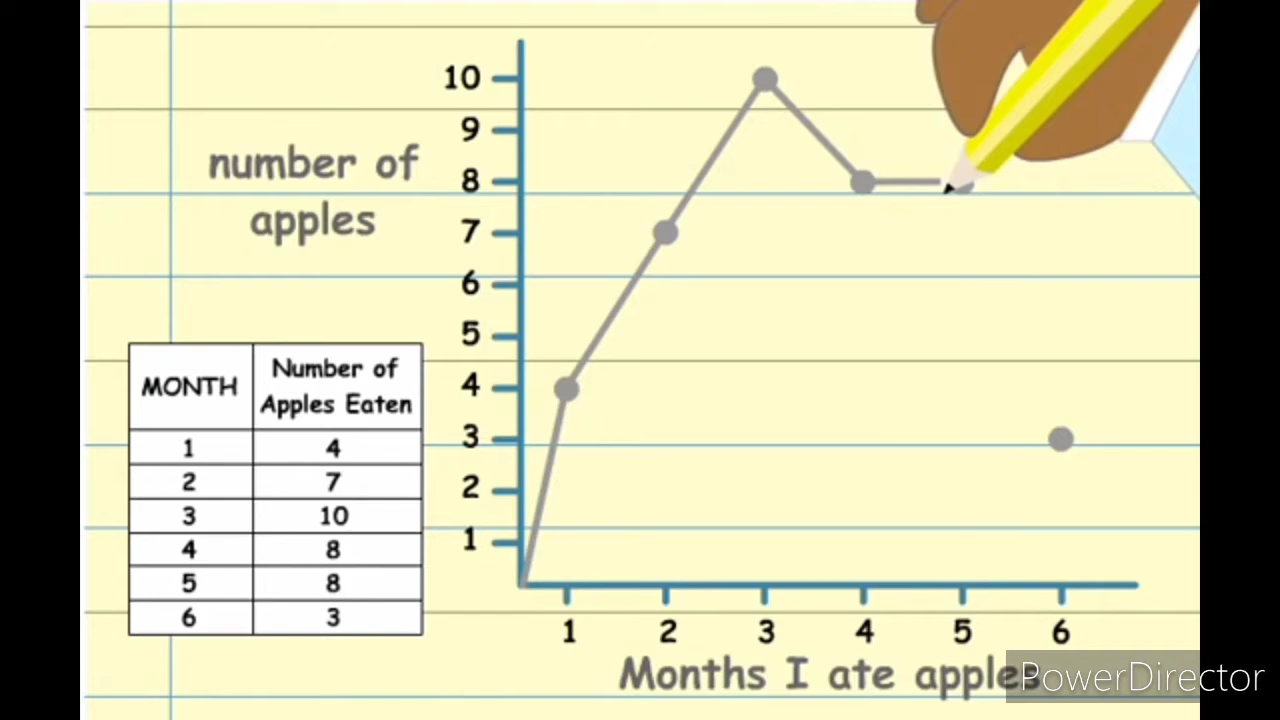 10
9
number of
8
apples
7
6
5
4
3
2
1
MONTH Number of Apples Eaten
1 4
2 7
3 10
4 8
5 8
6 3
1 2 3 4 5 6
Months I ate apples
PowerDirector